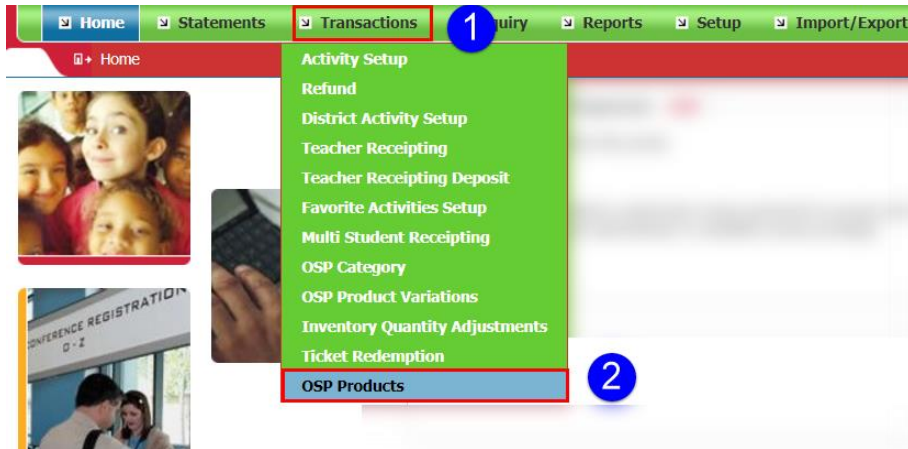 Home Statements Transactions 1 quiry Reports Setup Import/Export
Home
Activity Setup
Refund
District Activity Setup
Teacher Receipting
Teacher Receipting Deposit
Favorite Activities Setup
Multi Student Receipting
OSP Category
OSP Product Variations
Inventory Quantity Adjustments
Ticket Redemption
OSP Products 2
CONFERENCE REGISTRATION
O - Z